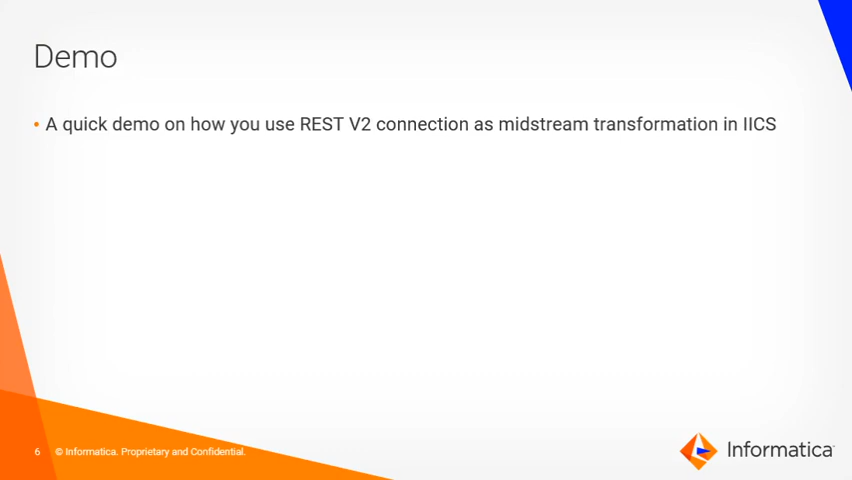 Demo
• A quick demo on how you use REST V2 connection as midstream transformation in IICS
6 © Informatica. Proprietary and Confidential.
Informatica